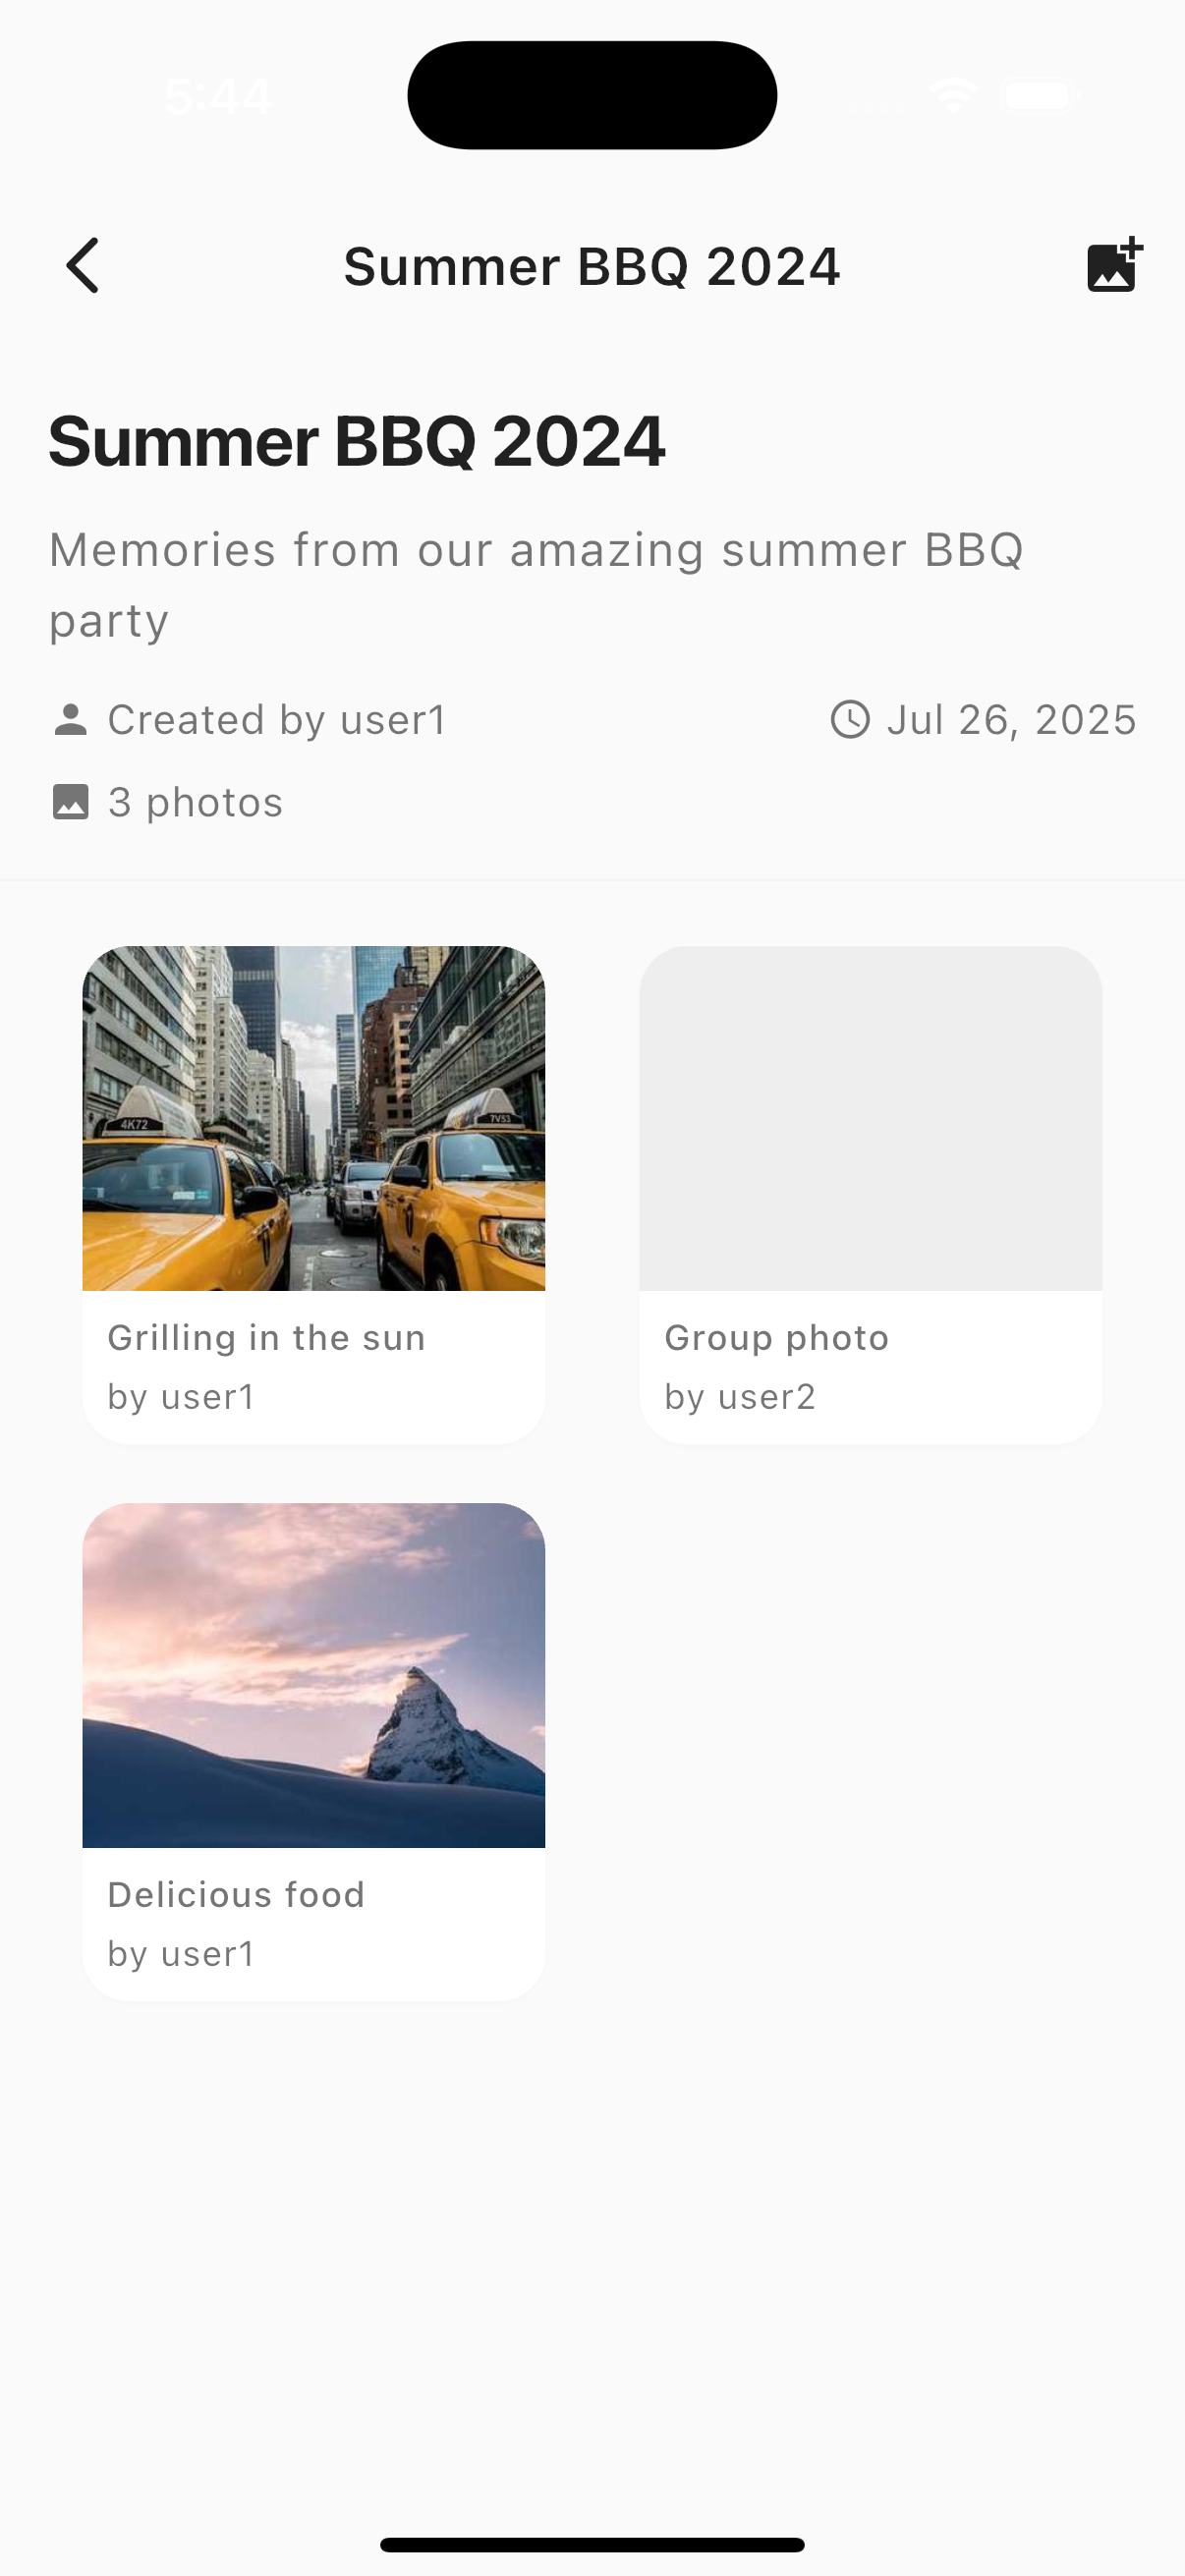 5:44
Summer BBQ 2024
Summer BBQ 2024
Memories from our amazing summer BBQ
party
Created by user1
Jul 26, 2025
3 photos
4K72
7V53
Grilling in the sun
by user1
Group photo
by user2
Delicious food
by user1